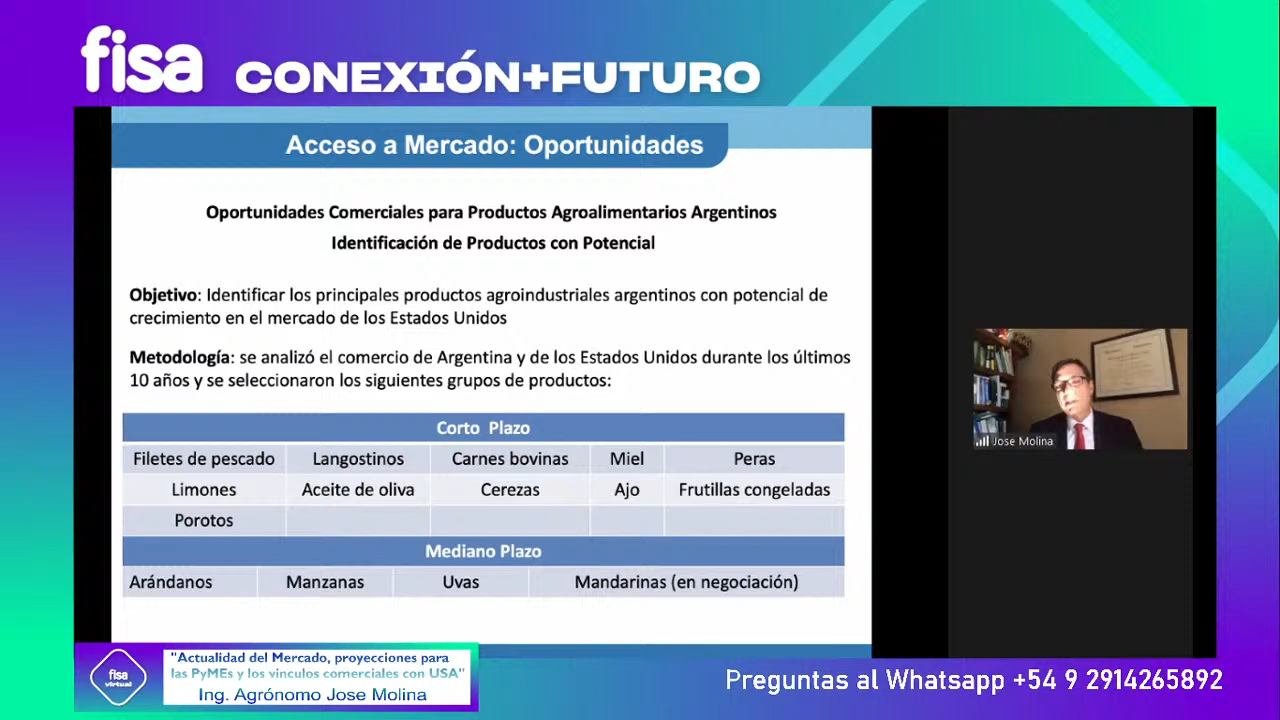 fisa CONEXIÓN+FUTURO
Acceso a Mercado: Oportunidades
Oportunidades Comerciales para Productos Agroalimentarios Argentinos
Identificación de Productos con Potencial
Objetivo: Identificar los principales productos agroindustriales argentinos con potencial de
crecimiento en el mercado de los Estados Unidos
Metodología: se analizó el comercio de Argentina y de los Estados Unidos durante los últimos
10 años y se seleccionaron los siguientes grupos de productos:
Corto Plazo
Filetes de pescado Langostinos Carnes bovinas Miel Peras
Limones Aceite de oliva Cerezas Ajo Frutillas congeladas
Porotos
Mediano Plazo
Arándanos Manzanas Uvas Mandarinas (en negociación)
Jose Molina
fisa
virtual
"Actualidad del Mercado, proyecciones para
las PyMEs y los vinculos comerciales con USA"
Ing. Agrónomo Jose Molina
Preguntas al Whatsapp +54 9 2914265892